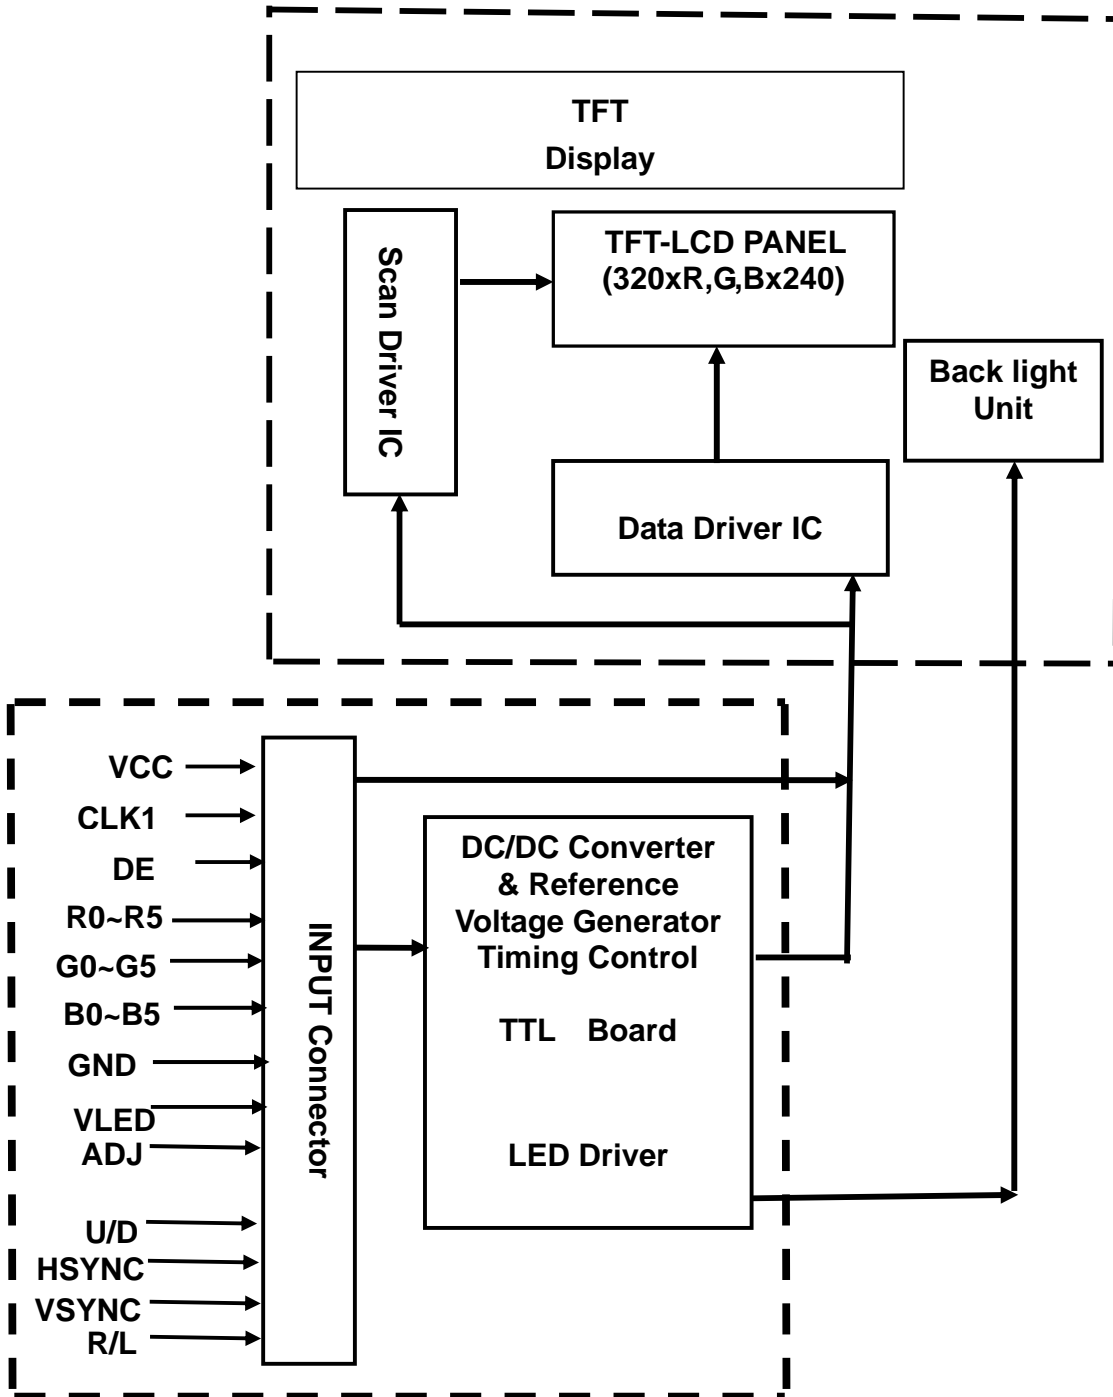 TFT
Display
Scan Driver IC
TFT-LCD PANEL
(320xR,G,Bx240)
Back light
Unit
Data Driver IC
VCC
CLK1
DE
R0~R5
G0~G5
B0~B5
GND
VLED
ADJ
U/D
HSYNC
VSYNC
R/L
INPUT Connector
DC/DC Converter
& Reference
Voltage Generator
Timing Control
TTL Board
LED Driver